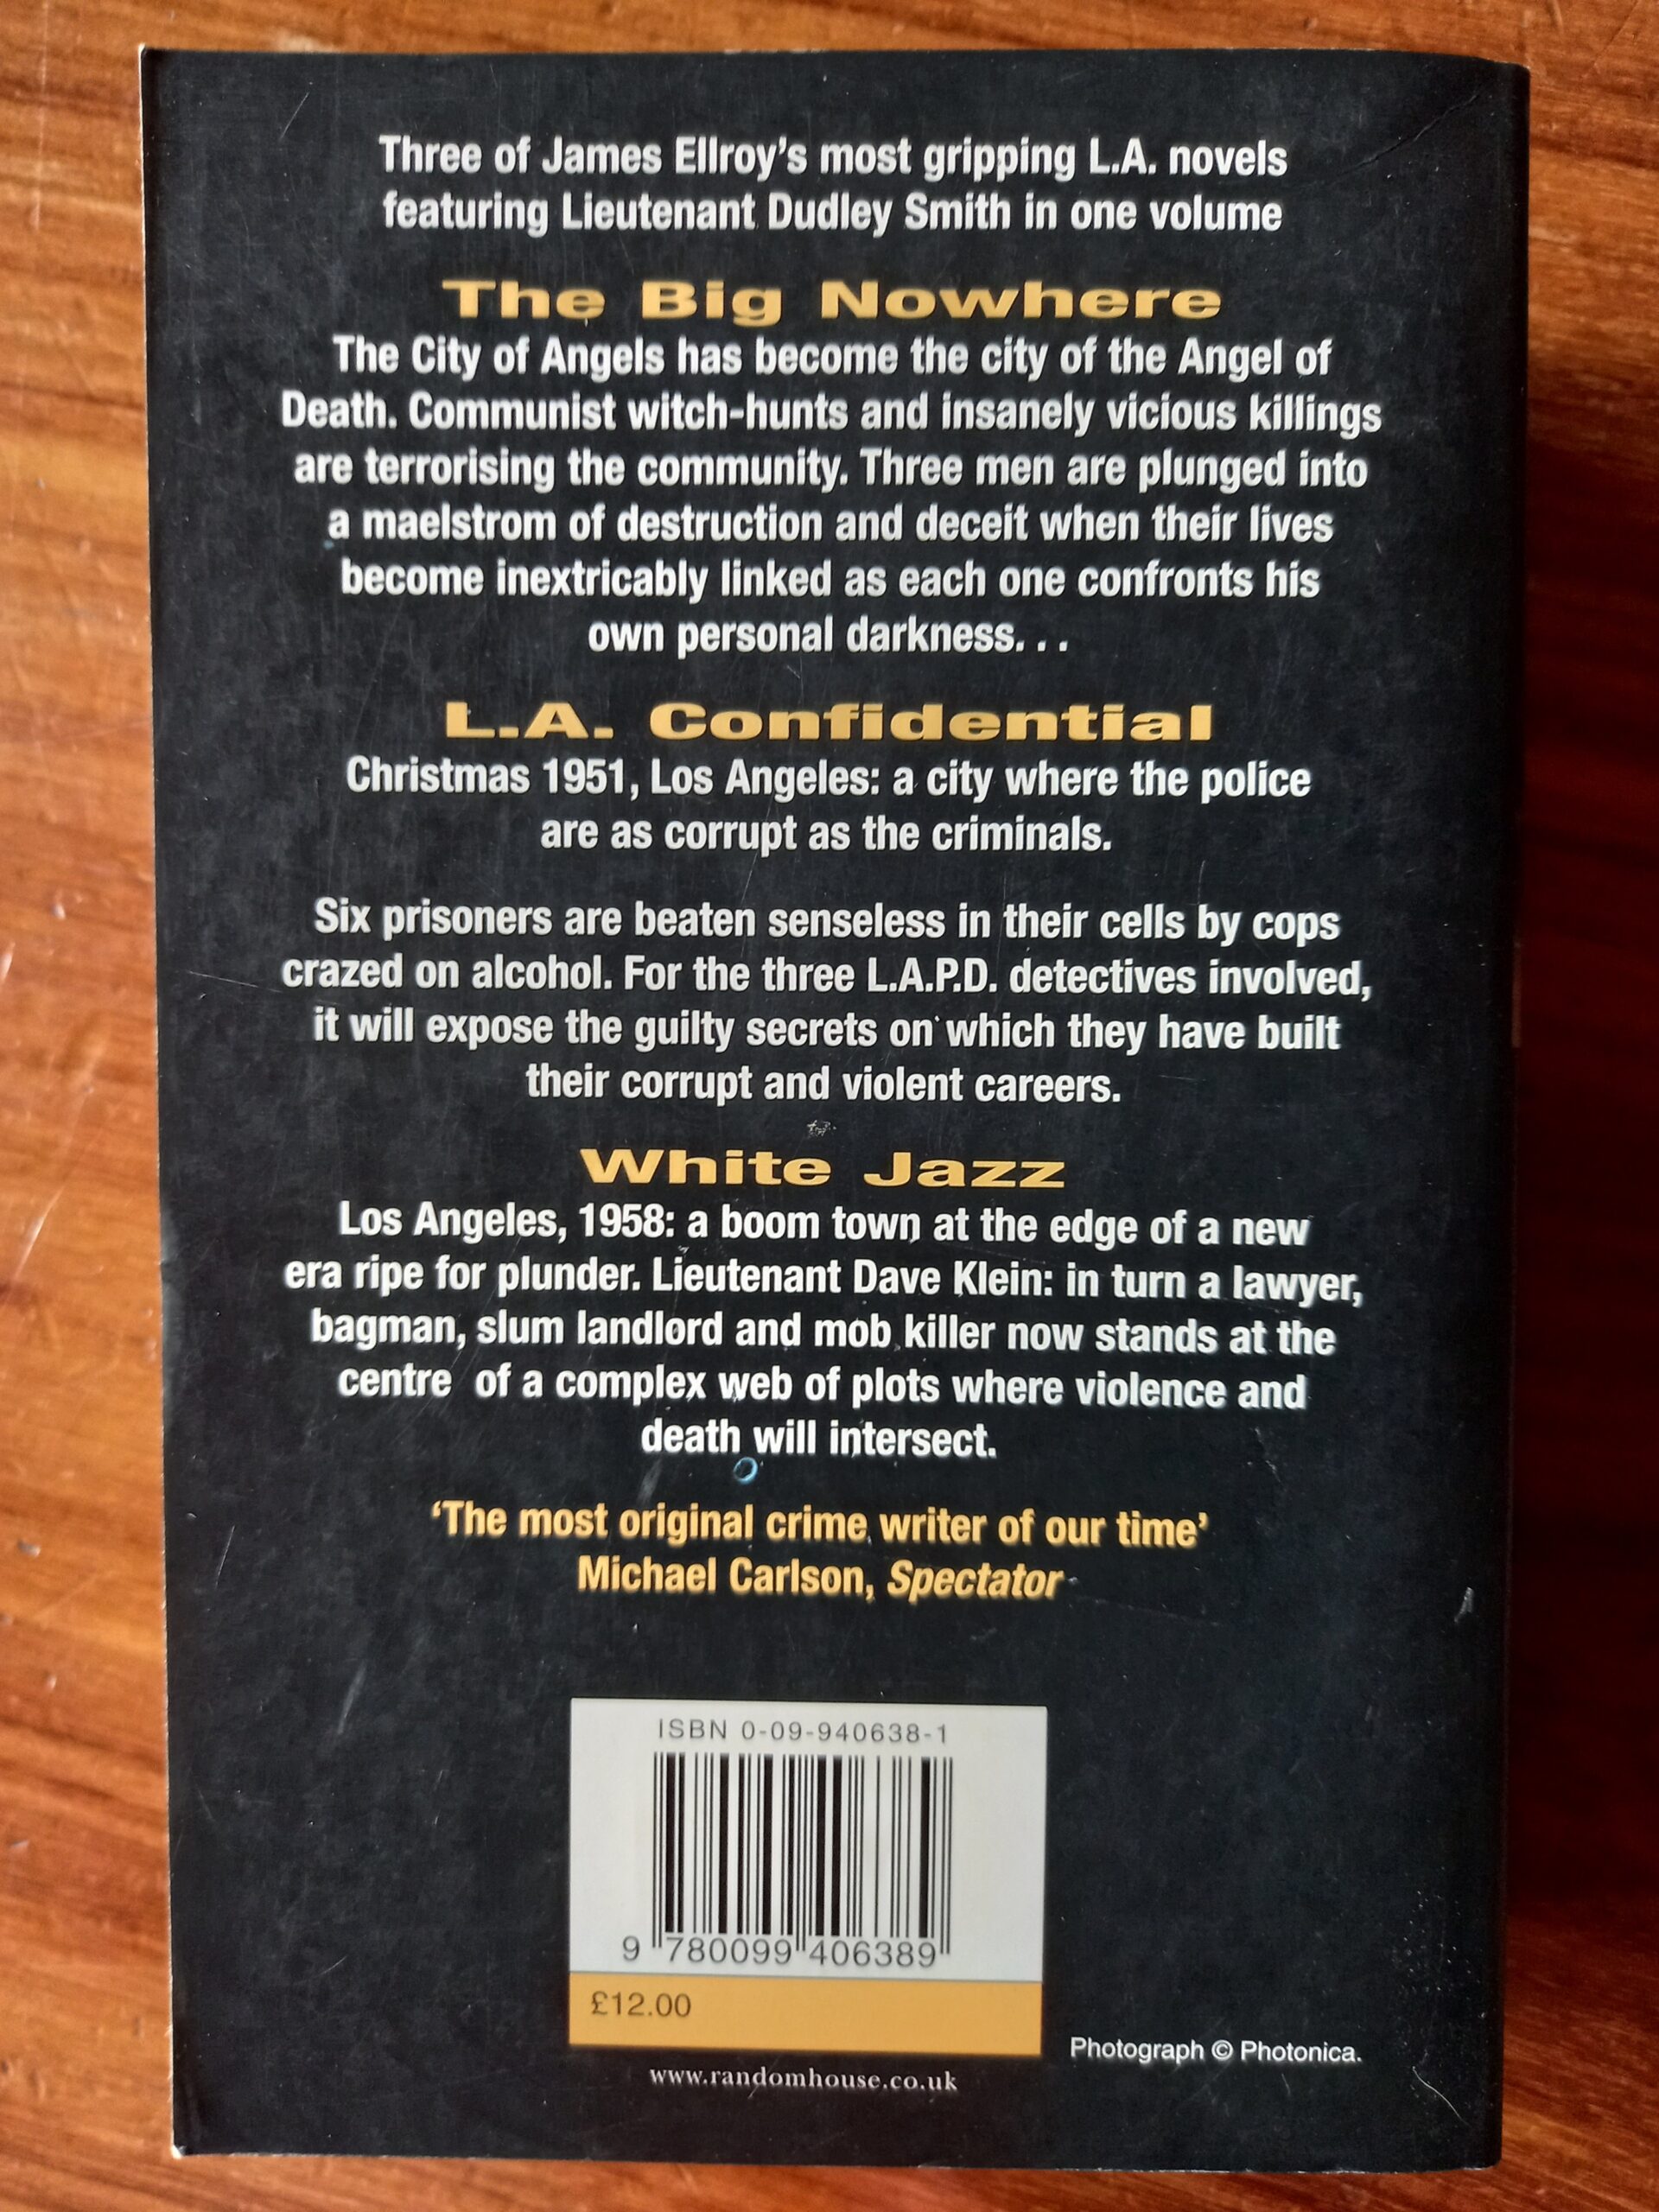 Three of James Ellroy's most gripping L.A. novels
featuring Lieutenant Dudley Smith in one volume
The Big Nowhere
The City of Angels has become the city of the Angel of
Death. Communist witch-hunts and insanely vicious killings
are terrorising the community. Three men are plunged into
a maelstrom of destruction and deceit when their lives
become inextricably linked as each one confronts his
own personal darkness. . .
L.A. Confidential
Christmas 1951, Los Angeles: a city where the police
are as corrupt as the criminals.
Six prisoners are beaten senseless in their cells by cops
crazed on alcohol. For the three L.A.P.D. detectives involved,
it will expose the guilty secrets on which they have built
their corrupt and violent careers.
White Jazz
Los Angeles, 1958: a boom town at the edge of a new
era ripe for plunder. Lieutenant Dave Klein: in turn a lawyer,
bagman, slum landlord and mob killer now stands at the
centre of a complex web of plots where violence and
death will intersect.
‘The most original crime writer of our time’
Michael Carlson, Spectator
ISBN 0-09-940638-1
9 780099 406389
£12.00
Photograph © Photonica.
www.randomhouse.co.uk